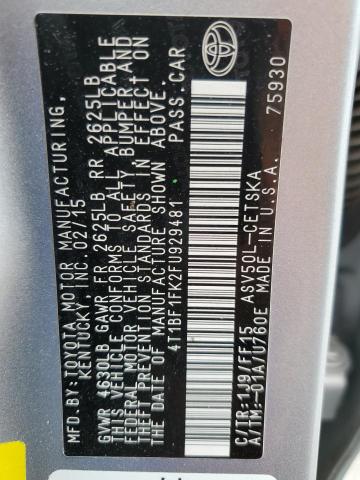 MFD.BY:TOYOTA MOTOR MANUFACTURING,
KENTUCKY, INC. 02/15
GVWR 4630LB GAWR FR 2625LB RR 2625LB
THIS VEHICLE CONFORMS TO ALL APPLICABLE
FEDERAL MOTOR VEHICLE SAFETY, BUMPER, AND
THEFT PREVENTION STANDARDS IN EFFECT ON
THE DATE OF MANUFACTURE SHOWN ABOVE.
4T1BF1FK2FU929481 PASS.CAR
C/TR:1J9/FF15 ASV50L-CETSKA
A/TM:-01A/U760E MADE IN U.S.A.
75930